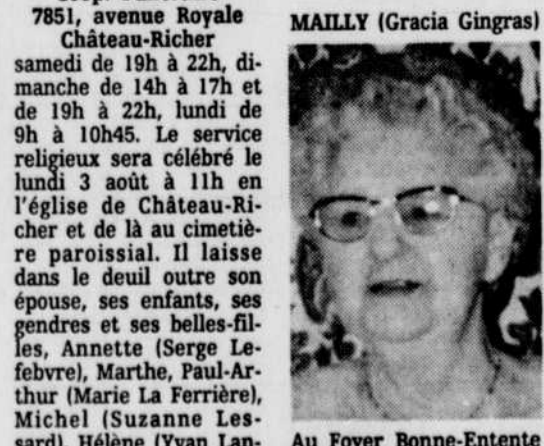 7851, avenue Royale
Château-Richer
samedi de 19h à 22h, di-
manche de 14h à 17h et
de 19h à 22h, lundi de
9h à 10h45. Le service
religieux sera célébré le
lundi 3 août à 11h en
l'église de Château-Ri-
cher et de là au cimetiè-
re paroissial. Il laisse
dans le deuil outre son
épouse, ses enfants, ses
gendres et ses belles-fil-
les, Annette (Serge Le-
febvre), Marthe, Paul-Ar-
thur (Marie La Ferrière),
Michel (Suzanne Les-
sard), Hélène (Yvan Lan-
MAILLY (Gracia Gingras)
Au Foyer Bonne-Entente